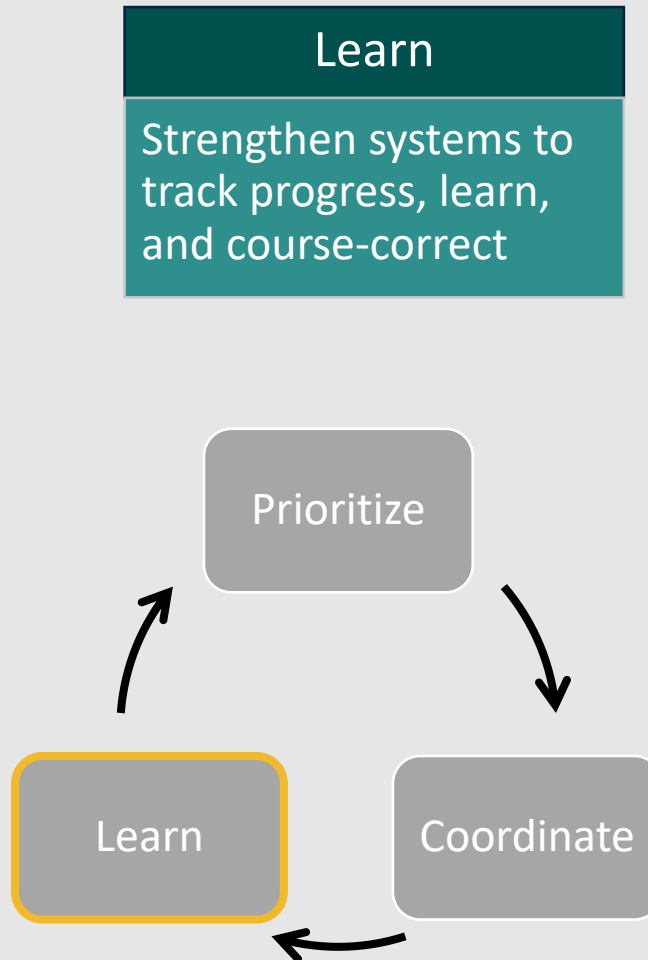 Learn
Strengthen systems to
track progress, learn,
and course-correct
Prioritize
Learn
Coordinate